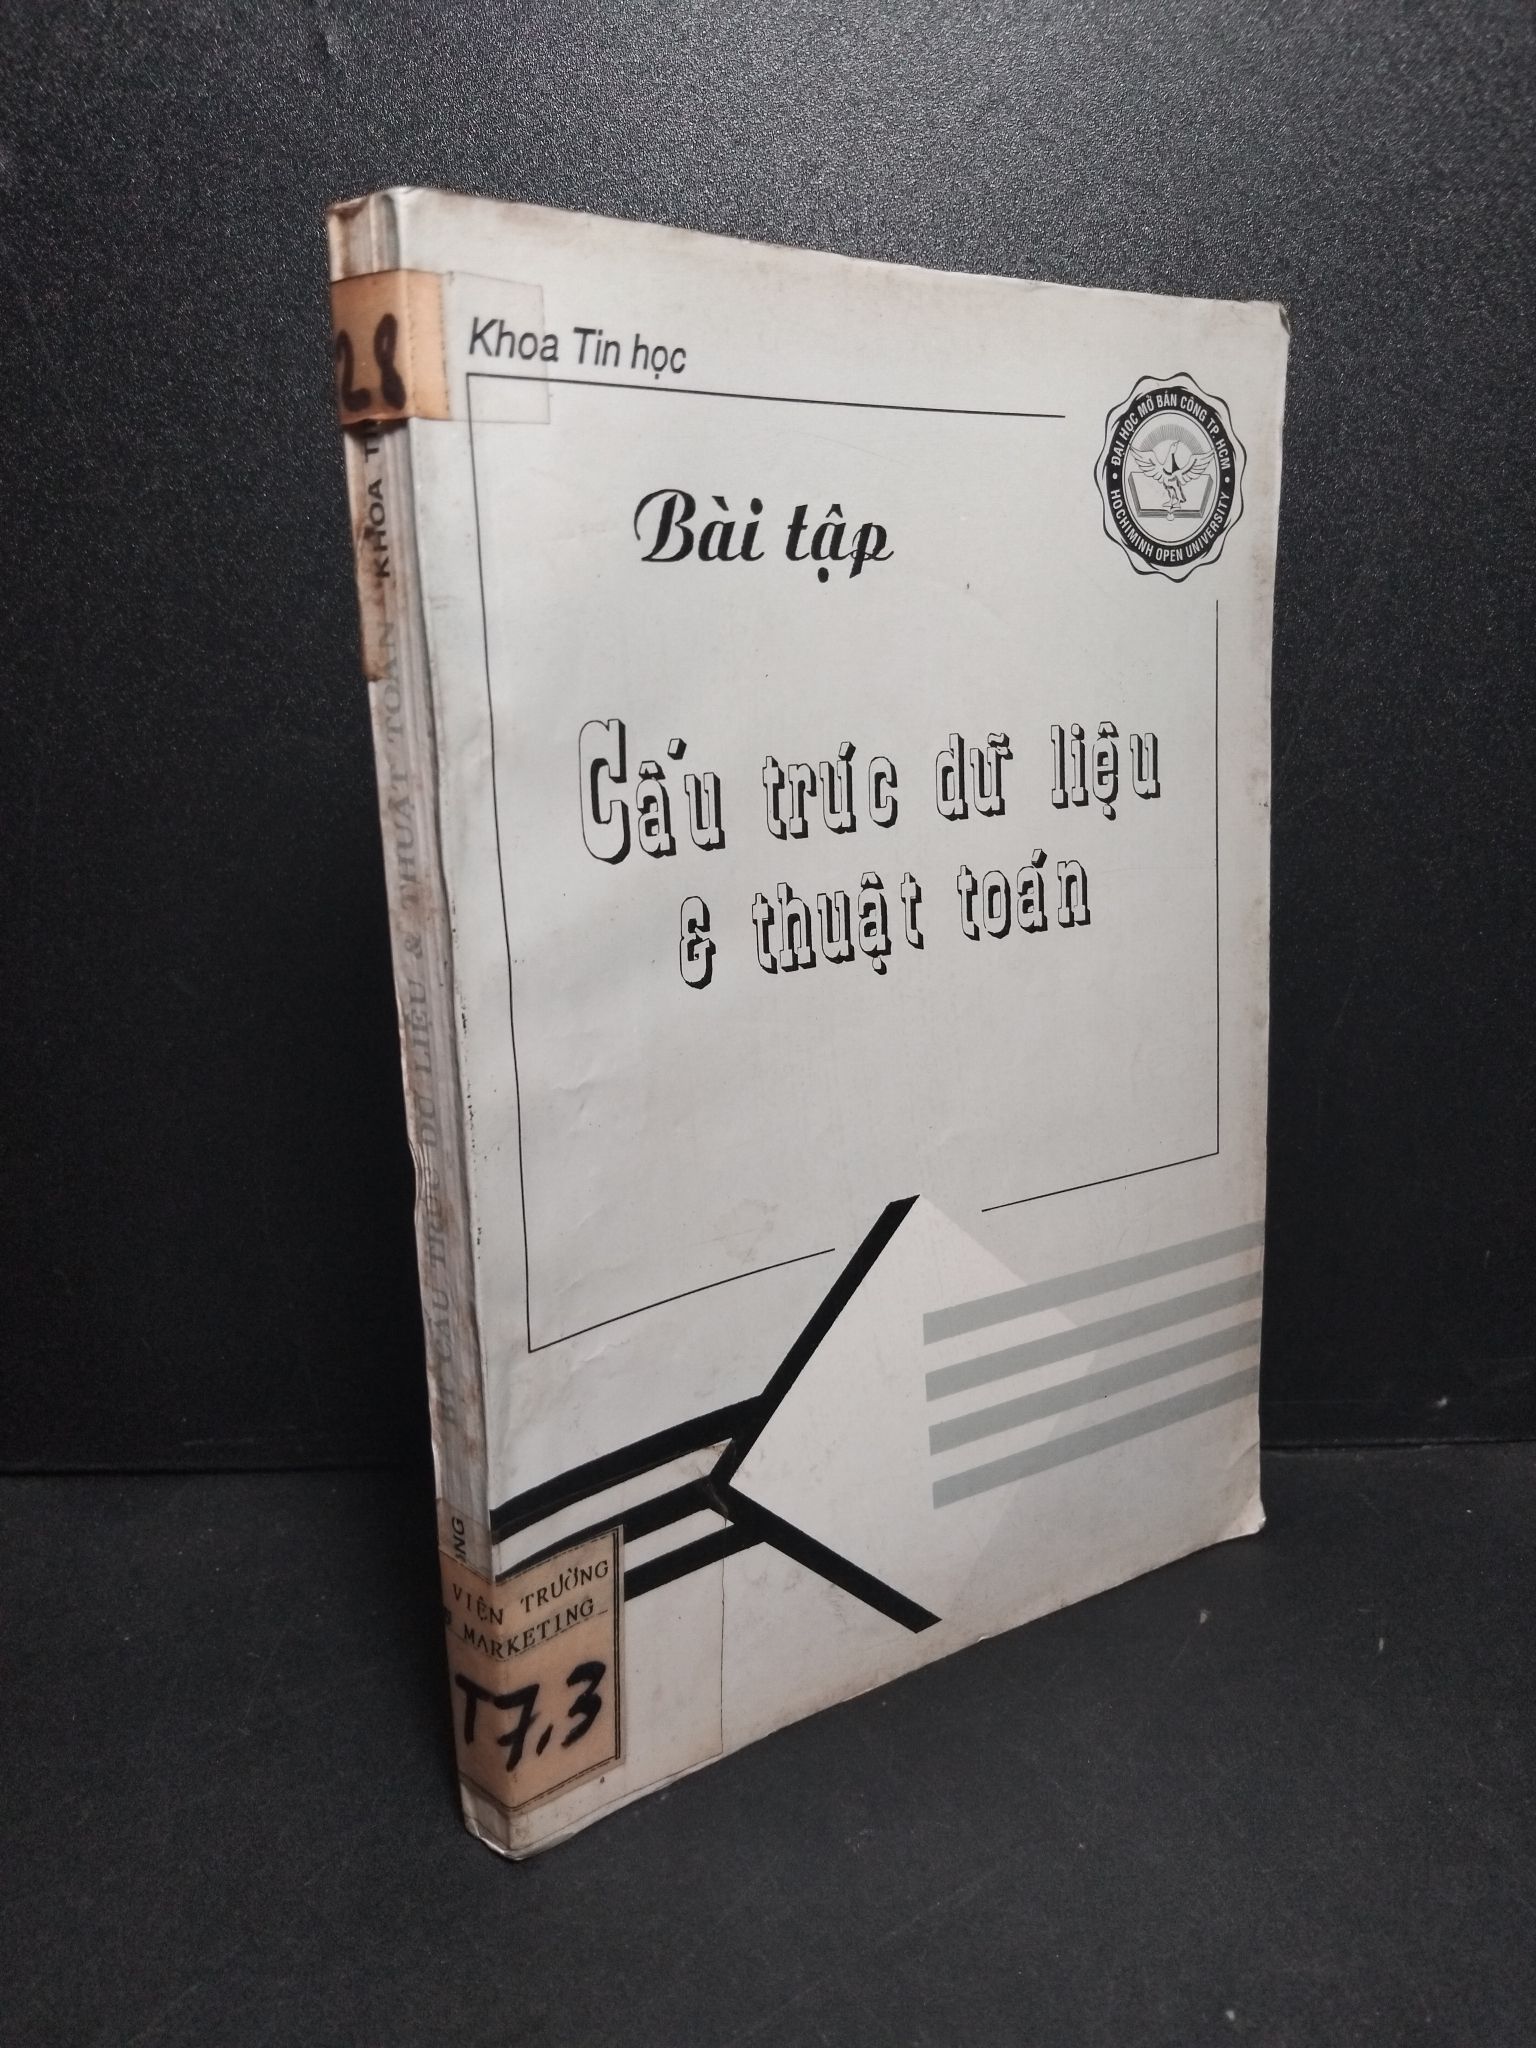 28
Khoa Tin học
ĐẠI HỌC MỞ BÁN CÔNG TP. HCM
HOCHIMINH OPEN UNIVERSITY
Bài tập
Cấu trúc dữ liệu
& thuật toán
CẤU TRÚC DỮ LIỆU & THUẬT TOÁN KHOA
VIỆN TRƯỜNG
MARKETING
T7,3